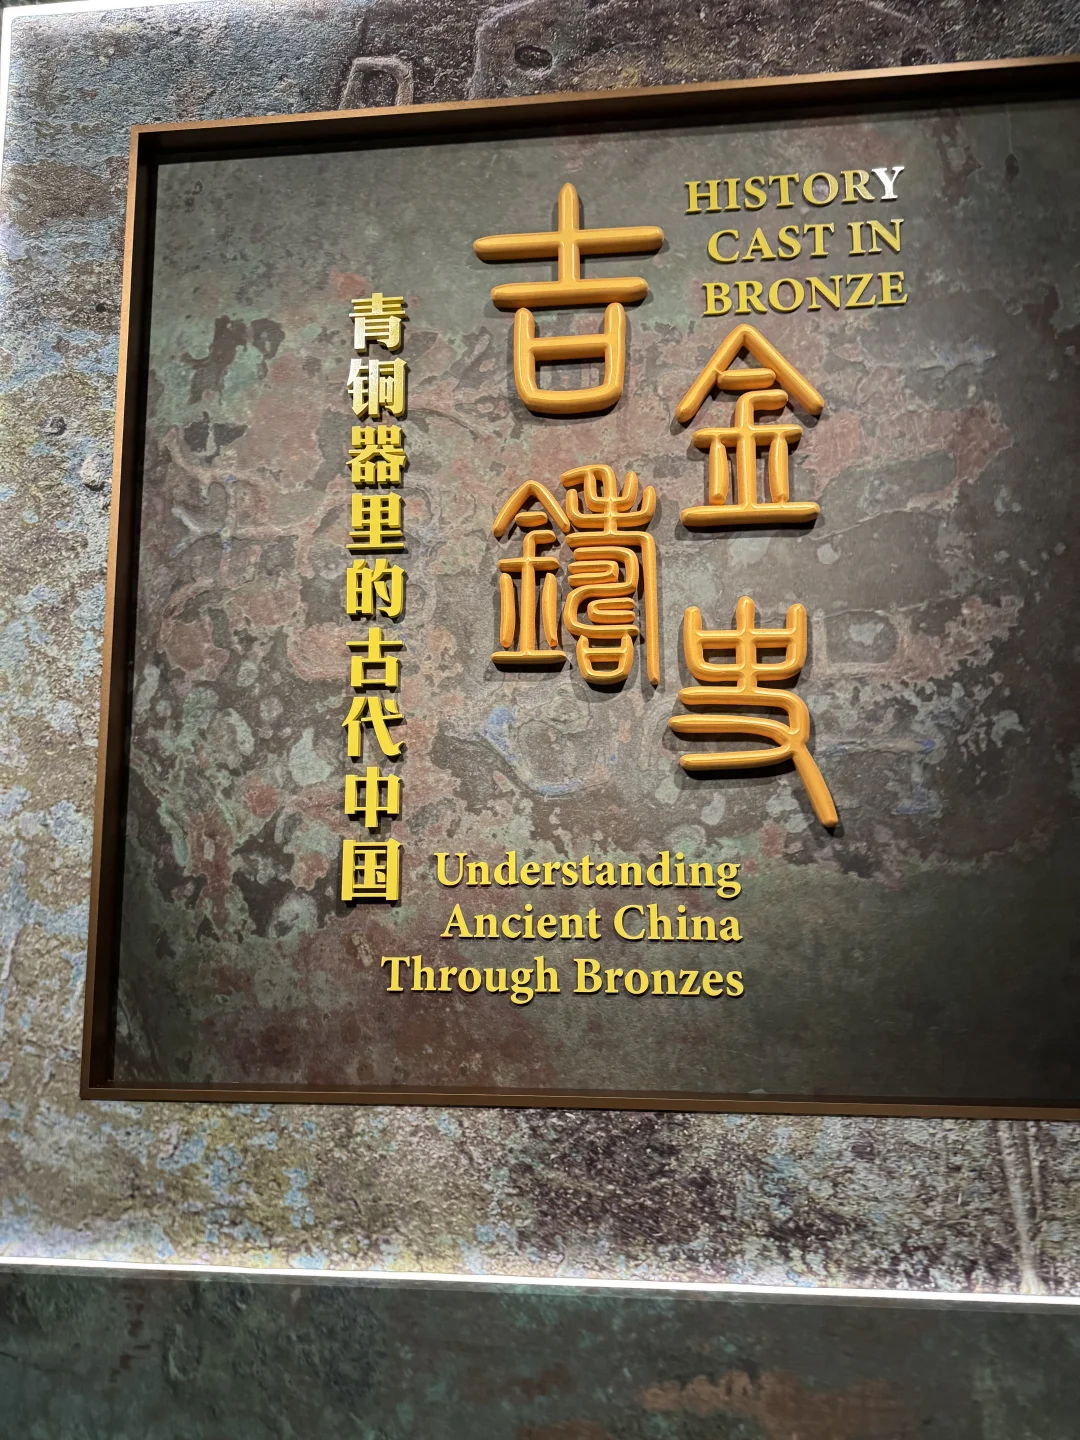 吉金鑄史
HISTORY
CAST IN
BRONZE
青铜器里的古代中国
Understanding
Ancient China
Through Bronzes